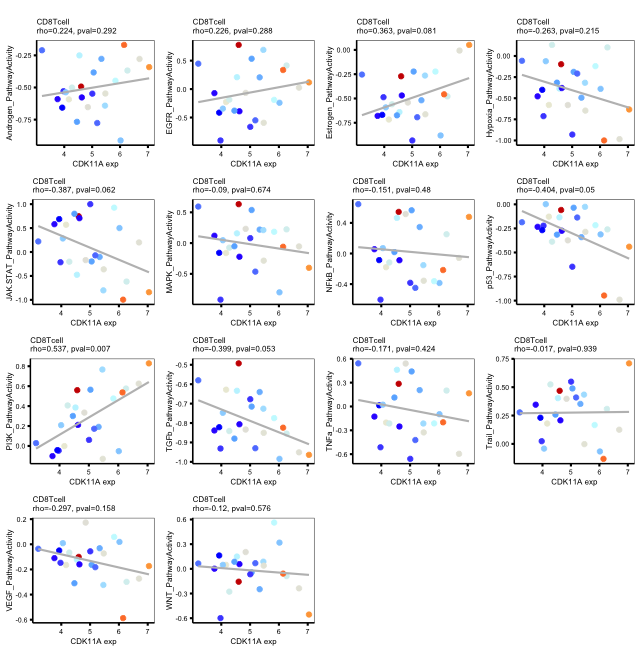 CD8Tcell
rho=0.224, pval=0.292
Androgen_PathwayActivity
-0.25
-0.50
-0.75
4 5 6 7
CDK11A exp
CD8Tcell
rho=0.226, pval=0.288
EGFR_PathwayActivity
0.5
0.0
-0.5
4 5 6 7
CDK11A exp
CD8Tcell
rho=0.363, pval=0.081
Estrogen_PathwayActivity
0.00
-0.25
-0.50
-0.75
4 5 6 7
CDK11A exp
CD8Tcell
rho=-0.263, pval=0.215
Hypoxia_PathwayActivity
0.00
-0.50
-1.00
4 5 6 7
CDK11A exp
CD8Tcell
rho=-0.387, pval=0.062
JAK.STAT_PathwayActivity
1.0
0.5
0.0
-0.5
-1.0
4 5 6 7
CDK11A exp
CD8Tcell
rho=-0.09, pval=0.674
MAPK_PathwayActivity
0.5
0.0
-0.5
4 5 6 7
CDK11A exp
CD8Tcell
rho=-0.151, pval=0.48
NFkB_PathwayActivity
0.4
0.0
-0.4
4 5 6 7
CDK11A exp
CD8Tcell
rho=-0.404, pval=0.05
p53_PathwayActivity
0.00
-0.25
-0.50
-0.75
-1.00
4 5 6 7
CDK11A exp
CD8Tcell
rho=0.537, pval=0.007
PI3K_PathwayActivity
0.8
0.6
0.4
0.2
0.0
4 5 6 7
CDK11A exp
CD8Tcell
rho=-0.399, pval=0.053
TGFb_PathwayActivity
-0.5
-0.6
-0.7
-0.8
-0.9
-1.0
4 5 6 7
CDK11A exp
CD8Tcell
rho=-0.171, pval=0.424
TNFa_PathwayActivity
0.6
0.3
0.0
-0.3
-0.6
4 5 6 7
CDK11A exp
CD8Tcell
rho=-0.017, pval=0.939
Trail_PathwayActivity
0.75
0.50
0.25
0.00
4 5 6 7
CDK11A exp
CD8Tcell
rho=-0.297, pval=0.158
VEGF_PathwayActivity
0.2
0.0
-0.2
-0.4
-0.6
4 5 6 7
CDK11A exp
CD8Tcell
rho=-0.12, pval=0.576
WNT_PathwayActivity
0.6
0.3
0.0
-0.3
-0.6
4 5 6 7
CDK11A exp